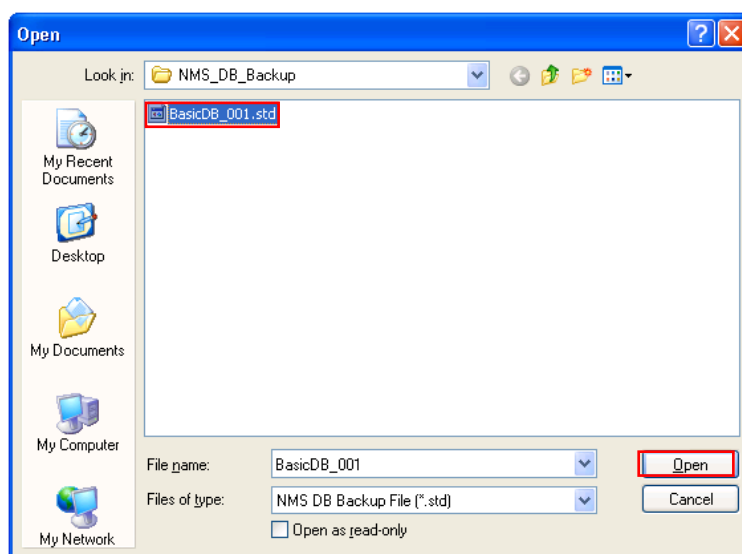 Open
Look in: NMS_DB_Backup
BasicDB_001.std
My Recent
Documents
Desktop
My Documents
My Computer
My Network
File name: BasicDB_001 Open
Files of type: NMS DB Backup File (*.std) Cancel
Open as read-only